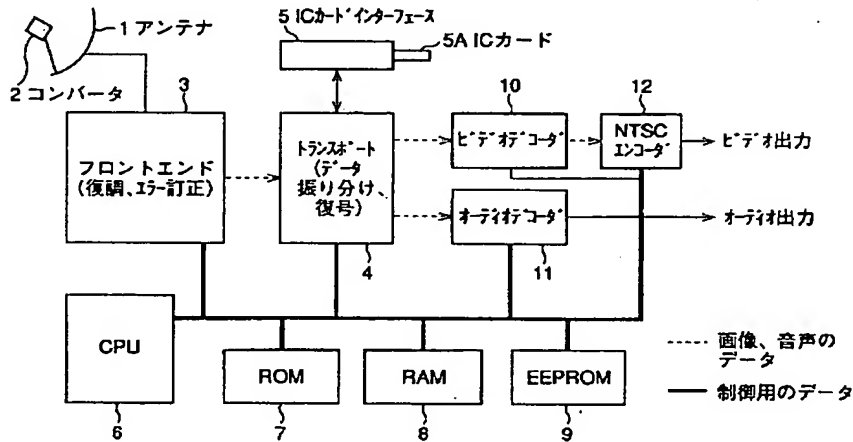 1 アンテナ
2 コンバータ
5 ICカードインターフェース
5A ICカード
3
フロントエンド
(復調、エラー訂正)
トランスポート
(データ
振り分け、
復号)
4
10
ビデオデコーダ
12
NTSC
エンコーダ
ビデオ出力
オーディオデコーダ
11
オーディオ出力
CPU
6
ROM
7
RAM
8
EEPROM
9
画像、音声の
データ
制御用のデータ